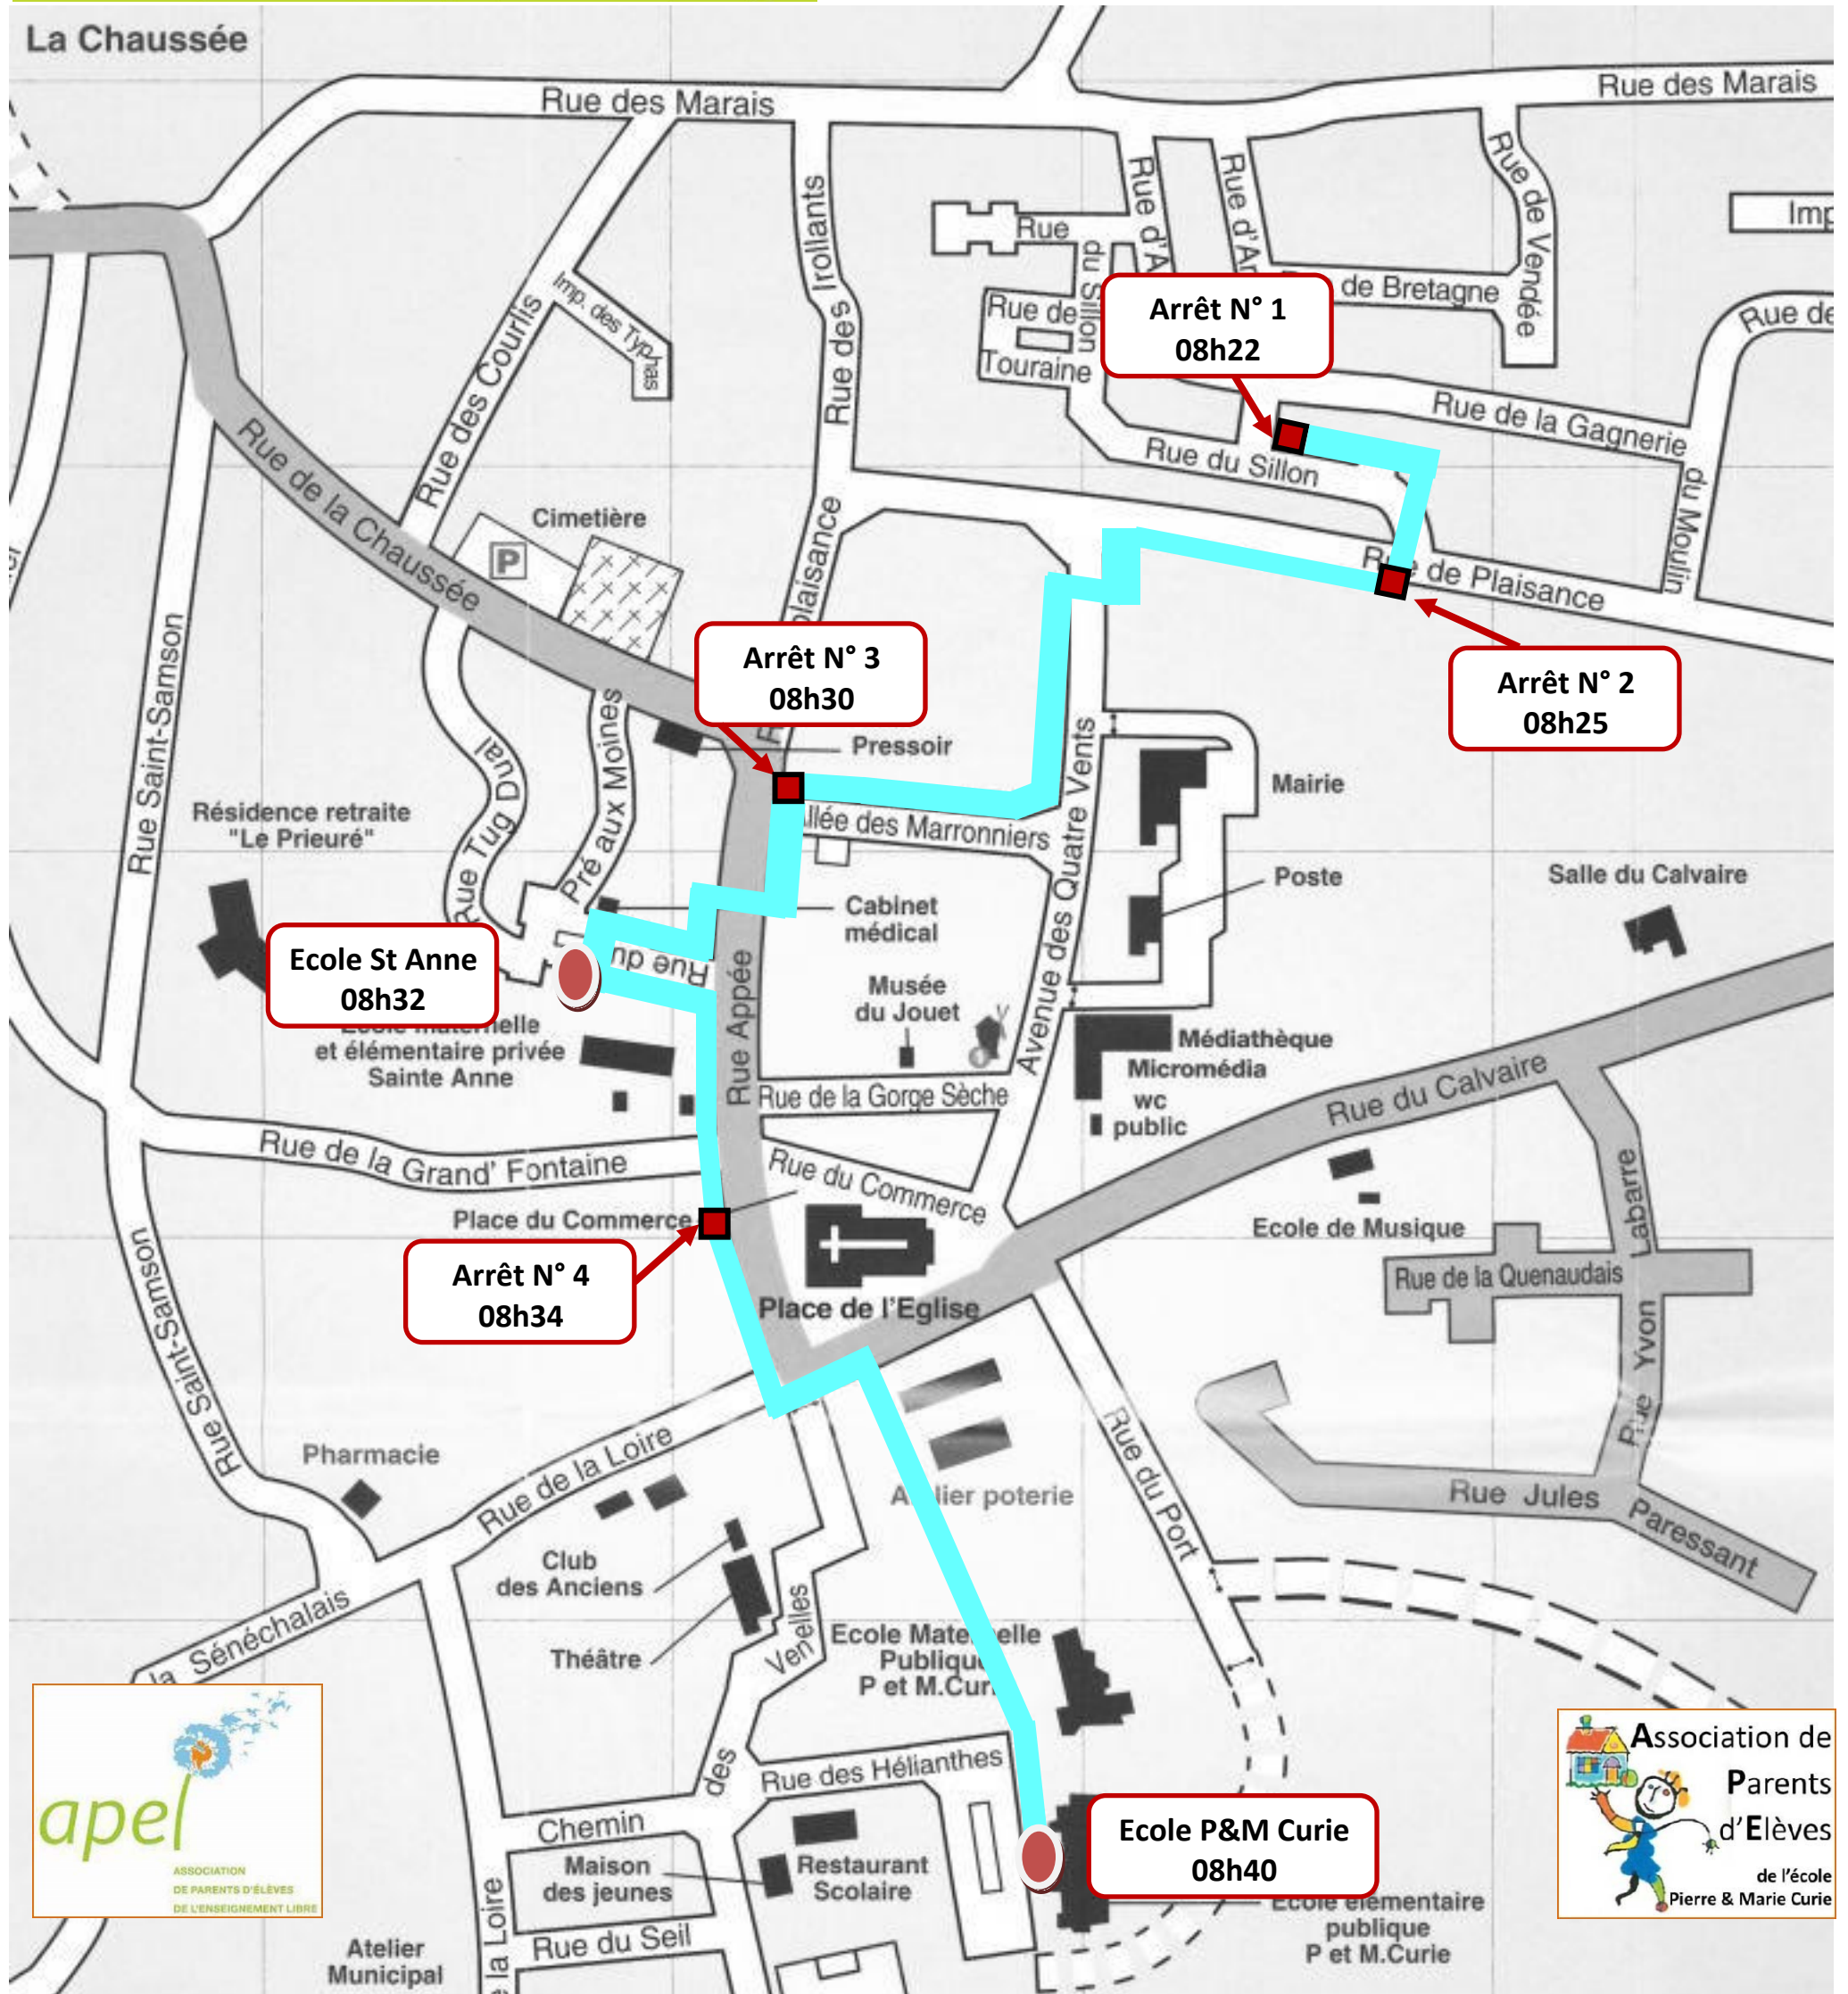 La Chaussée
Rue des Marais
Rue des Marais
Rue des Courlis
Imp. des Typhas
Rue des Irollants
Rue
du Sillon
Rue de
Touraine
Rue d'A
Rue d'Ar
Rue de Vendée
de Bretagne
Imp
Rue de
Arrêt N° 1
08h22
Rue de la Gagnerie
du Moulin
Rue du Sillon
Rue de la Chaussée
Cimetière
P
plaisance
de Plaisance
Rue Saint-Samson
Arrêt N° 3
08h30
Arrêt N° 2
08h25
Pressoir
Pré aux Moines
Rue Tug Dual
Mairie
Résidence retraite
"Le Prieuré"
Allée des Marronniers
Avenue des Quatre Vents
Poste
Salle du Calvaire
Cabinet
médical
Ecole St Anne
08h32
Rue du
Rue Appée
Musée
du Jouet
Ecole maternelle
et élémentaire privée
Sainte Anne
Médiathèque
Micromédia
wc
public
Rue de la Gorge Sèche
Rue du Calvaire
Rue de la Grand' Fontaine
Rue du Commerce
Place du Commerce
Ecole de Musique
Rue Yvon Labarre
Rue de la Quenaudais
Arrêt N° 4
08h34
Place de l'Eglise
Rue Saint-Samson
Pharmacie
Rue de la Loire
Atelier poterie
Rue du Port
Rue Jules Paressant
Club
des Anciens
Théâtre
la Sénéchalais
Venelles
des
Chemin
Ecole Maternelle
Publique
P et M.Curie
Rue des Hélianthes
Ecole P&M Curie
08h40
Maison
des jeunes
Restaurant
Scolaire
Ecole élémentaire
publique
P et M.Curie
Rue du Seil
la Loire
Atelier
Municipal
apel
ASSOCIATION
DE PARENTS D'ÉLÈVES
DE L'ENSEIGNEMENT LIBRE
Association de
Parents
d'Elèves
de l'école
Pierre & Marie Curie